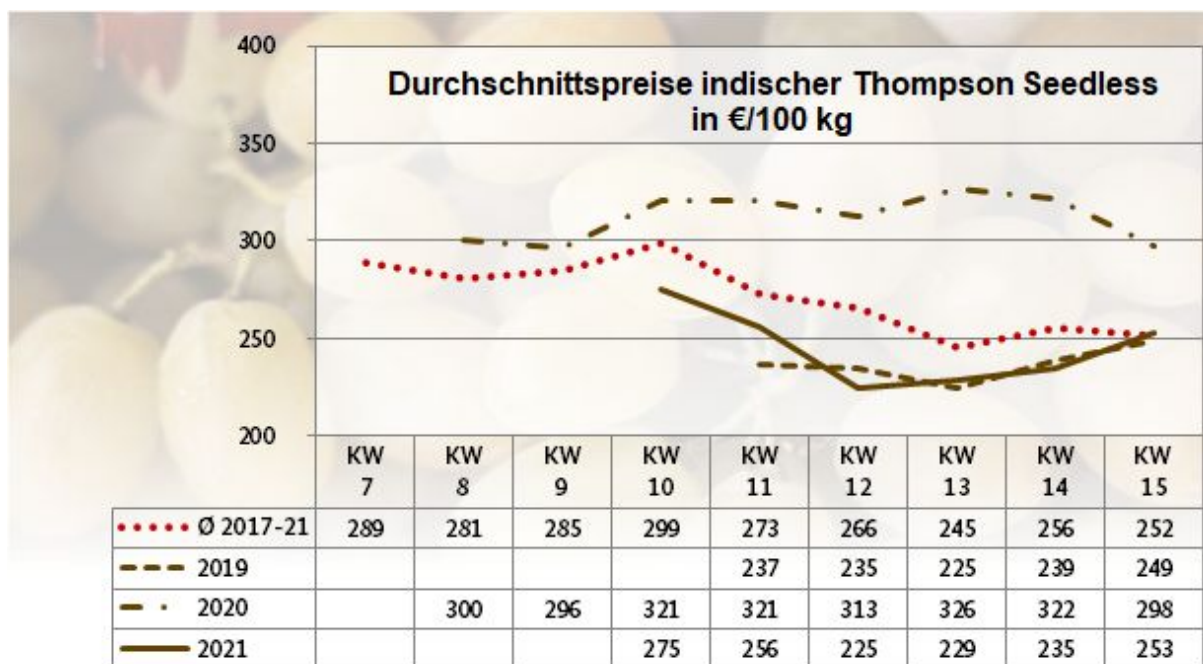 400
350
300
250
200
Durchschnittspreise indischer Thompson Seedless
in €/100 kg
KW KW KW KW KW KW KW KW KW
7 8 9 10 11 12 13 14 15
Ø 2017-21 289 281 285 299 273 266 245 256 252
2019 237 235 225 239 249
2020 300 296 321 321 313 326 322 298
2021 275 256 225 229 235 253